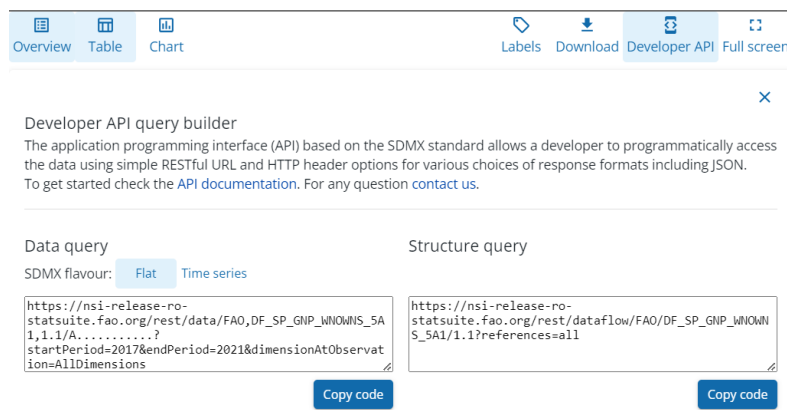 Overview Table Chart Labels Download Developer API Full screen
Developer API query builder
The application programming interface (API) based on the SDMX standard allows a developer to programmatically access
the data using simple RESTful URL and HTTP header options for various choices of response formats including JSON.
To get started check the API documentation. For any question contact us.
Data query
SDMX flavour: Flat Time series
https://nsi-release-ro-
statsuite.fao.org/rest/data/FAO,DF_SP_GNP_WNOWNS_5A
1,1.1/A...........?
startPeriod=2017&endPeriod=2021&dimensionAtObservat
ion=AllDimensions
Copy code
Structure query
https://nsi-release-ro-
statsuite.fao.org/rest/dataflow/FAO/DF_SP_GNP_WNOWN
S_5A1/1.1?references=all
Copy code